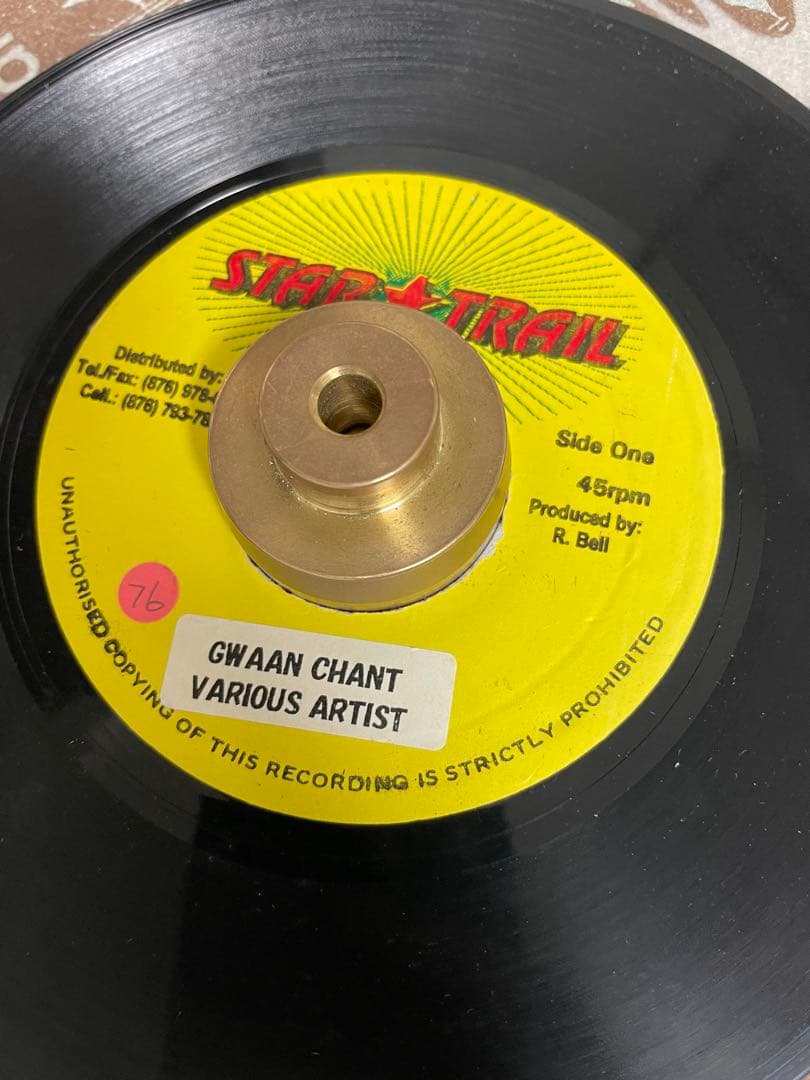 STAR TRAIL
Distributed by:
Tel./Fax: (876) 978-
Cell.: (876) 793-78
Side One
45rpm
Produced by:
R. Bell
76
GWAAN CHANT
VARIOUS ARTIST
UNAUTHORISED COPYING OF THIS RECORDING IS STRICTLY PROHIBITED